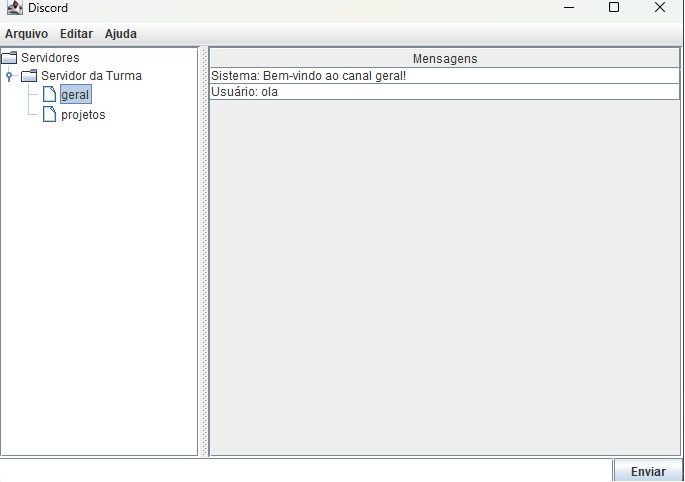 Discord
Arquivo Editar Ajuda
Servidores
Servidor da Turma
geral
projetos
Mensagens
Sistema: Bem-vindo ao canal geral!
Usuário: ola
Enviar